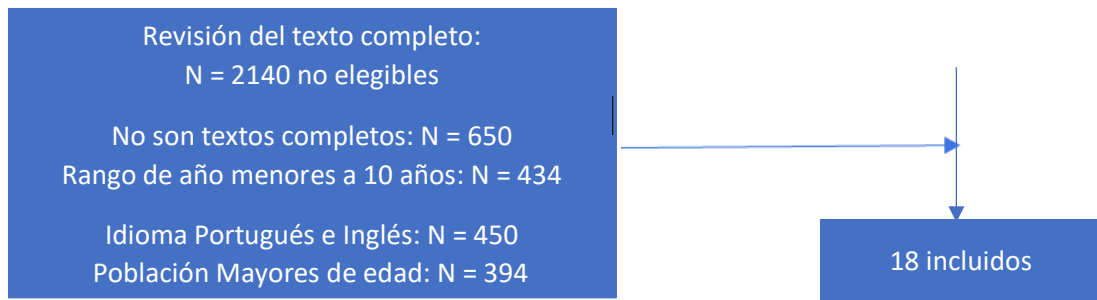 Revisión del texto completo:
N = 2140 no elegibles
No son textos completos: N = 650
Rango de año menores a 10 años: N = 434
Idioma Portugués e Inglés: N = 450
Población Mayores de edad: N = 394
18 incluidos